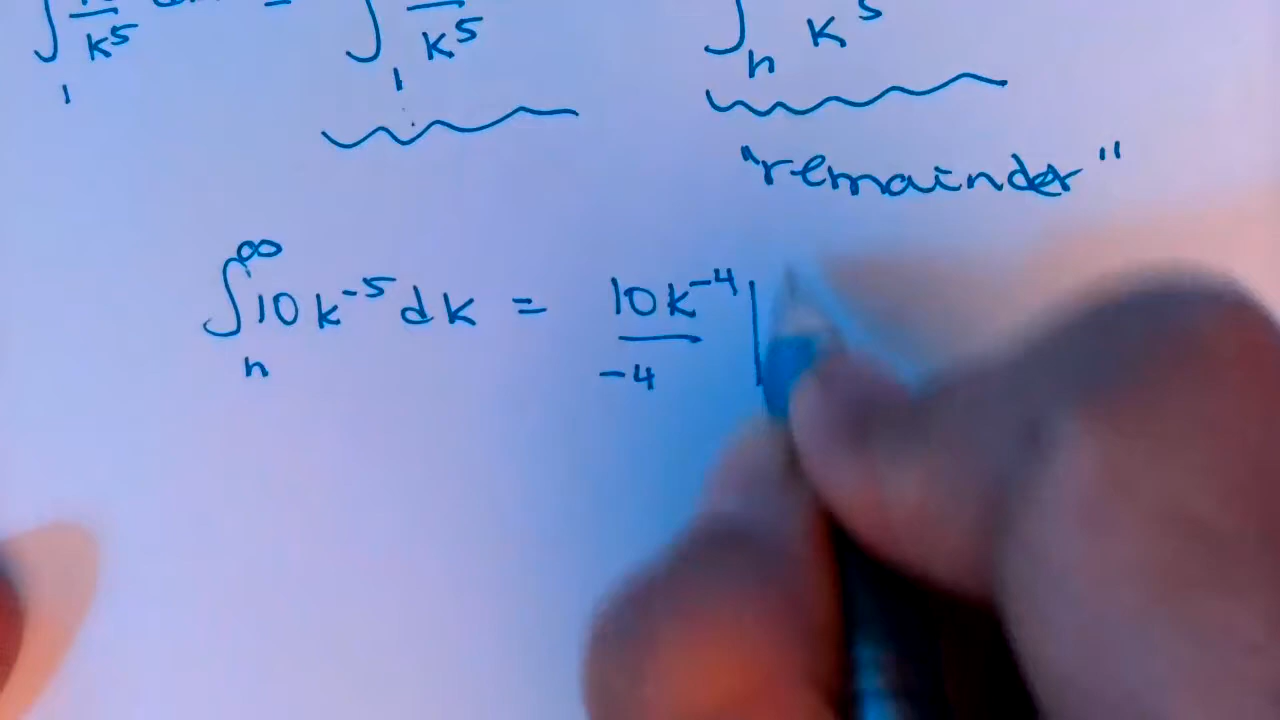 ∫ k⁵ = ∫ k⁵ ∫ k⁵
1 1 n
"remainder"
∫ₙ^∞ 10k⁻⁵ dk = 10k⁻⁴ |
-4